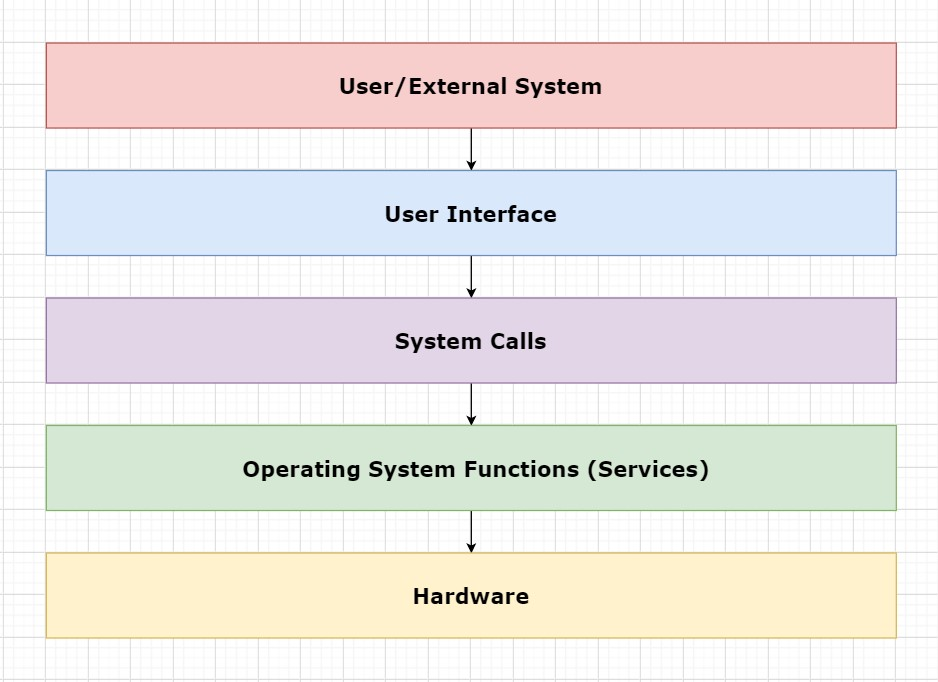 User/External System
User Interface
System Calls
Operating System Functions (Services)
Hardware